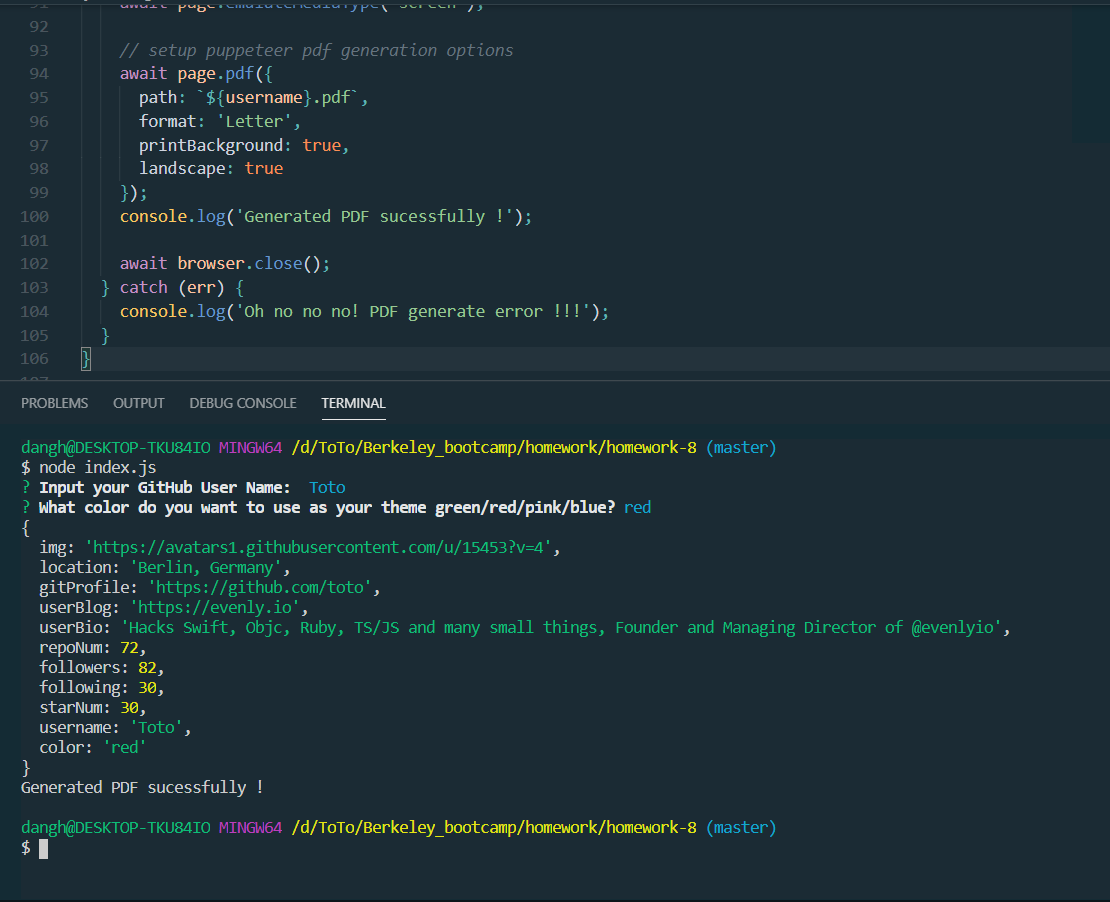 await page.emulateMediaType('screen');
92
93 // setup puppeteer pdf generation options
94 await page.pdf({
95 path: `${username}.pdf`,
96 format: 'Letter',
97 printBackground: true,
98 landscape: true
99 });
100 console.log('Generated PDF sucessfully !');
101
102 await browser.close();
103 } catch (err) {
104 console.log('Oh no no no! PDF generate error !!!');
105 }
106 }
PROBLEMS OUTPUT DEBUG CONSOLE TERMINAL
dangh@DESKTOP-TKU84IO MINGW64 /d/ToTo/Berkeley_bootcamp/homework/homework-8 (master)
$ node index.js
? Input your GitHub User Name: Toto
? What color do you want to use as your theme green/red/pink/blue? red
{
img: 'https://avatars1.githubusercontent.com/u/15453?v=4',
location: 'Berlin, Germany',
gitProfile: 'https://github.com/toto',
userBlog: 'https://evenly.io',
userBio: 'Hacks Swift, Objc, Ruby, TS/JS and many small things, Founder and Managing Director of @evenlyio',
repoNum: 72,
followers: 82,
following: 30,
starNum: 30,
username: 'Toto',
color: 'red'
}
Generated PDF sucessfully !
dangh@DESKTOP-TKU84IO MINGW64 /d/ToTo/Berkeley_bootcamp/homework/homework-8 (master)
$